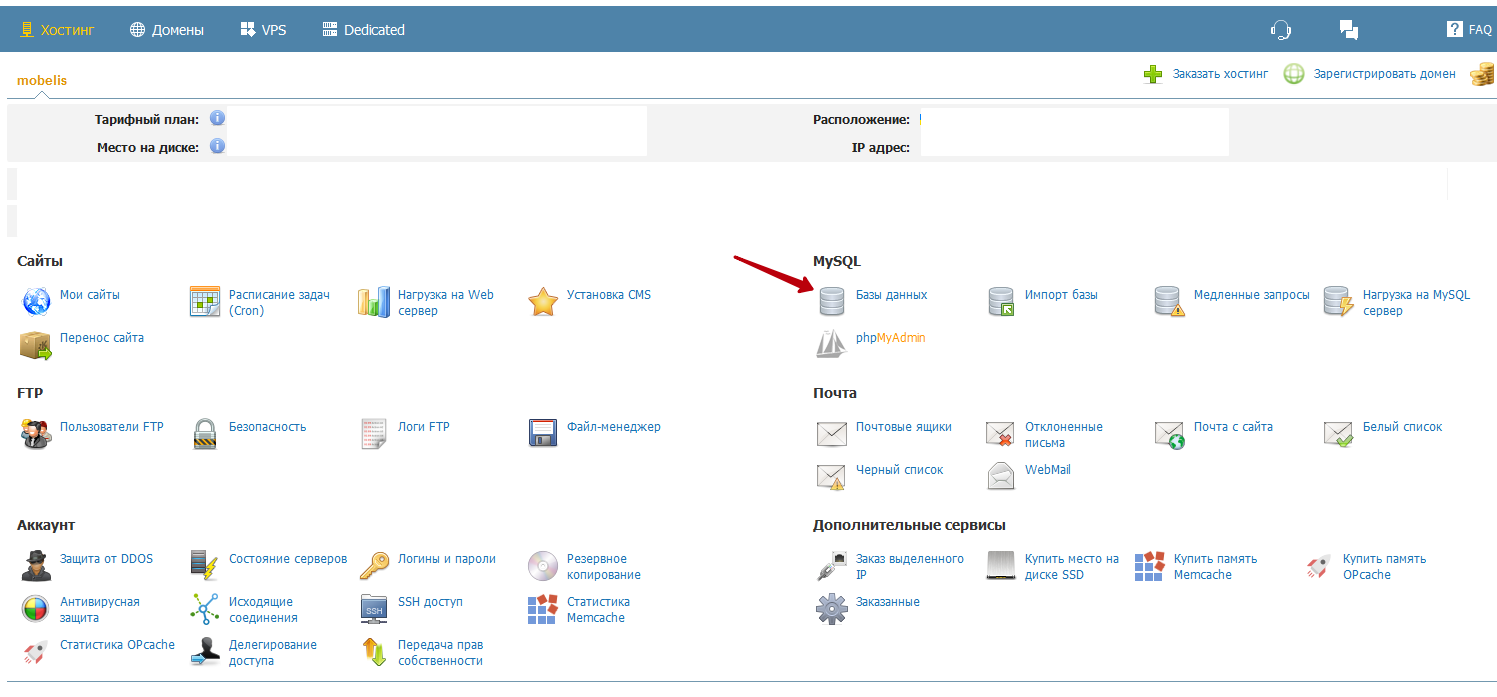 Хостинг Домены VPS Dedicated FAQ
mobelis Заказать хостинг Зарегистрировать домен
Тарифный план: Расположение:
Место на диске: IP адрес:
Сайты
Мои сайты
Расписание задач
(Cron)
Нагрузка на Web
сервер
Установка CMS
Перенос сайта
MySQL
Базы данных
Импорт базы
Медленные запросы
Нагрузка на MySQL
сервер
phpMyAdmin
FTP
Пользователи FTP
Безопасность
Логи FTP
Файл-менеджер
Почта
Почтовые ящики
Отклоненные
письма
Почта с сайта
Белый список
Черный список
WebMail
Аккаунт
Защита от DDOS
Состояние серверов
Логины и пароли
Резервное
копирование
Антивирусная
защита
Исходящие
соединения
SSH
SSH доступ
Статистика
Memcache
Статистика OPcache
Делегирование
доступа
Передача прав
собственности
Дополнительные сервисы
Заказ выделенного
IP
Купить место на
диске SSD
Купить память
Memcache
Купить память
OPcache
Заказанные